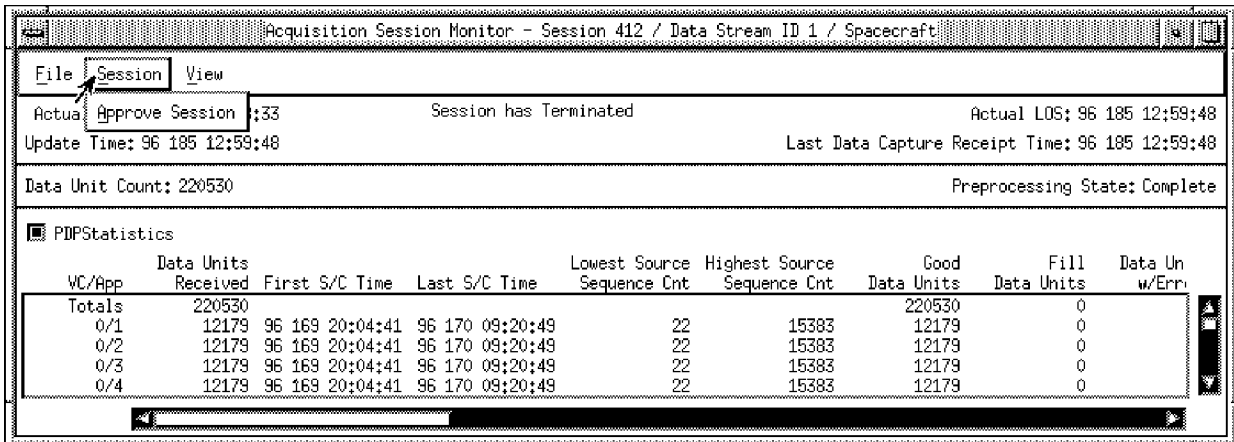 Acquisition Session Monitor - Session 412 / Data Stream ID 1 / Spacecraft
File Session View
Approve Session
Actua :33 Session has Terminated Actual LOS: 96 185 12:59:48
Update Time: 96 185 12:59:48 Last Data Capture Receipt Time: 96 185 12:59:48
Data Unit Count: 220530 Preprocessing State: Complete
PDPStatistics
Data Units Lowest Source Highest Source Good Fill Data Un
VC/App Received First S/C Time Last S/C Time Sequence Cnt Sequence Cnt Data Units Data Units w/Erro
Totals 220530 220530 0
0/1 12179 96 169 20:04:41 96 170 09:20:49 22 15383 12179 0
0/2 12179 96 169 20:04:41 96 170 09:20:49 22 15383 12179 0
0/3 12179 96 169 20:04:41 96 170 09:20:49 22 15383 12179 0
0/4 12179 96 169 20:04:41 96 170 09:20:49 22 15383 12179 0